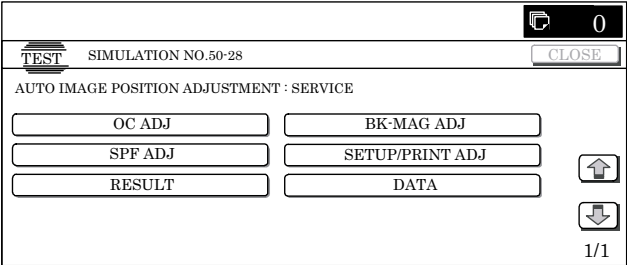 0
TEST SIMULATION NO.50-28 CLOSE
AUTO IMAGE POSITION ADJUSTMENT : SERVICE
OC ADJ BK-MAG ADJ
SPF ADJ SETUP/PRINT ADJ
RESULT DATA
1/1